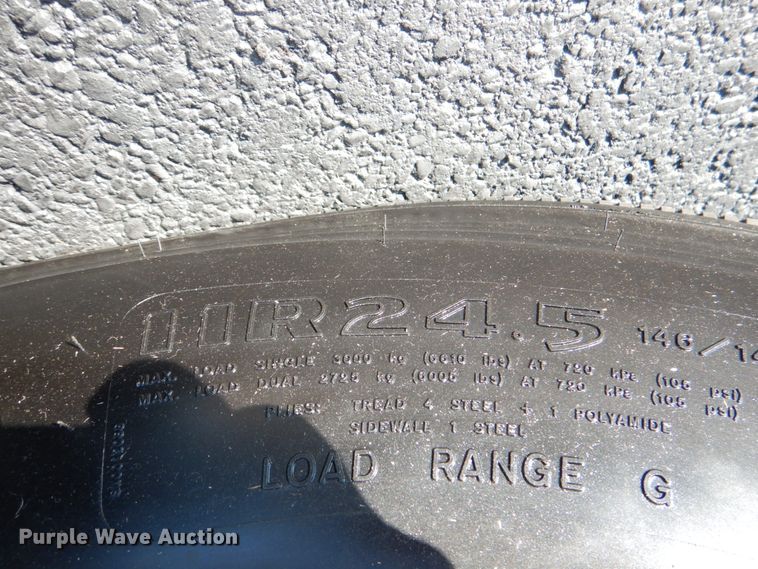 11R24.5 146/14
MAX. LOAD SINGLE 3000 kg (6610 lbs) AT 720 kPa (105 PSI)
MAX. LOAD DUAL 2725 kg (6005 lbs) AT 720 kPa (105 PSI)
PLIES: TREAD 4 STEEL + 1 POLYAMIDE
SIDEWALL 1 STEEL
LOAD RANGE G
Purple Wave Auction